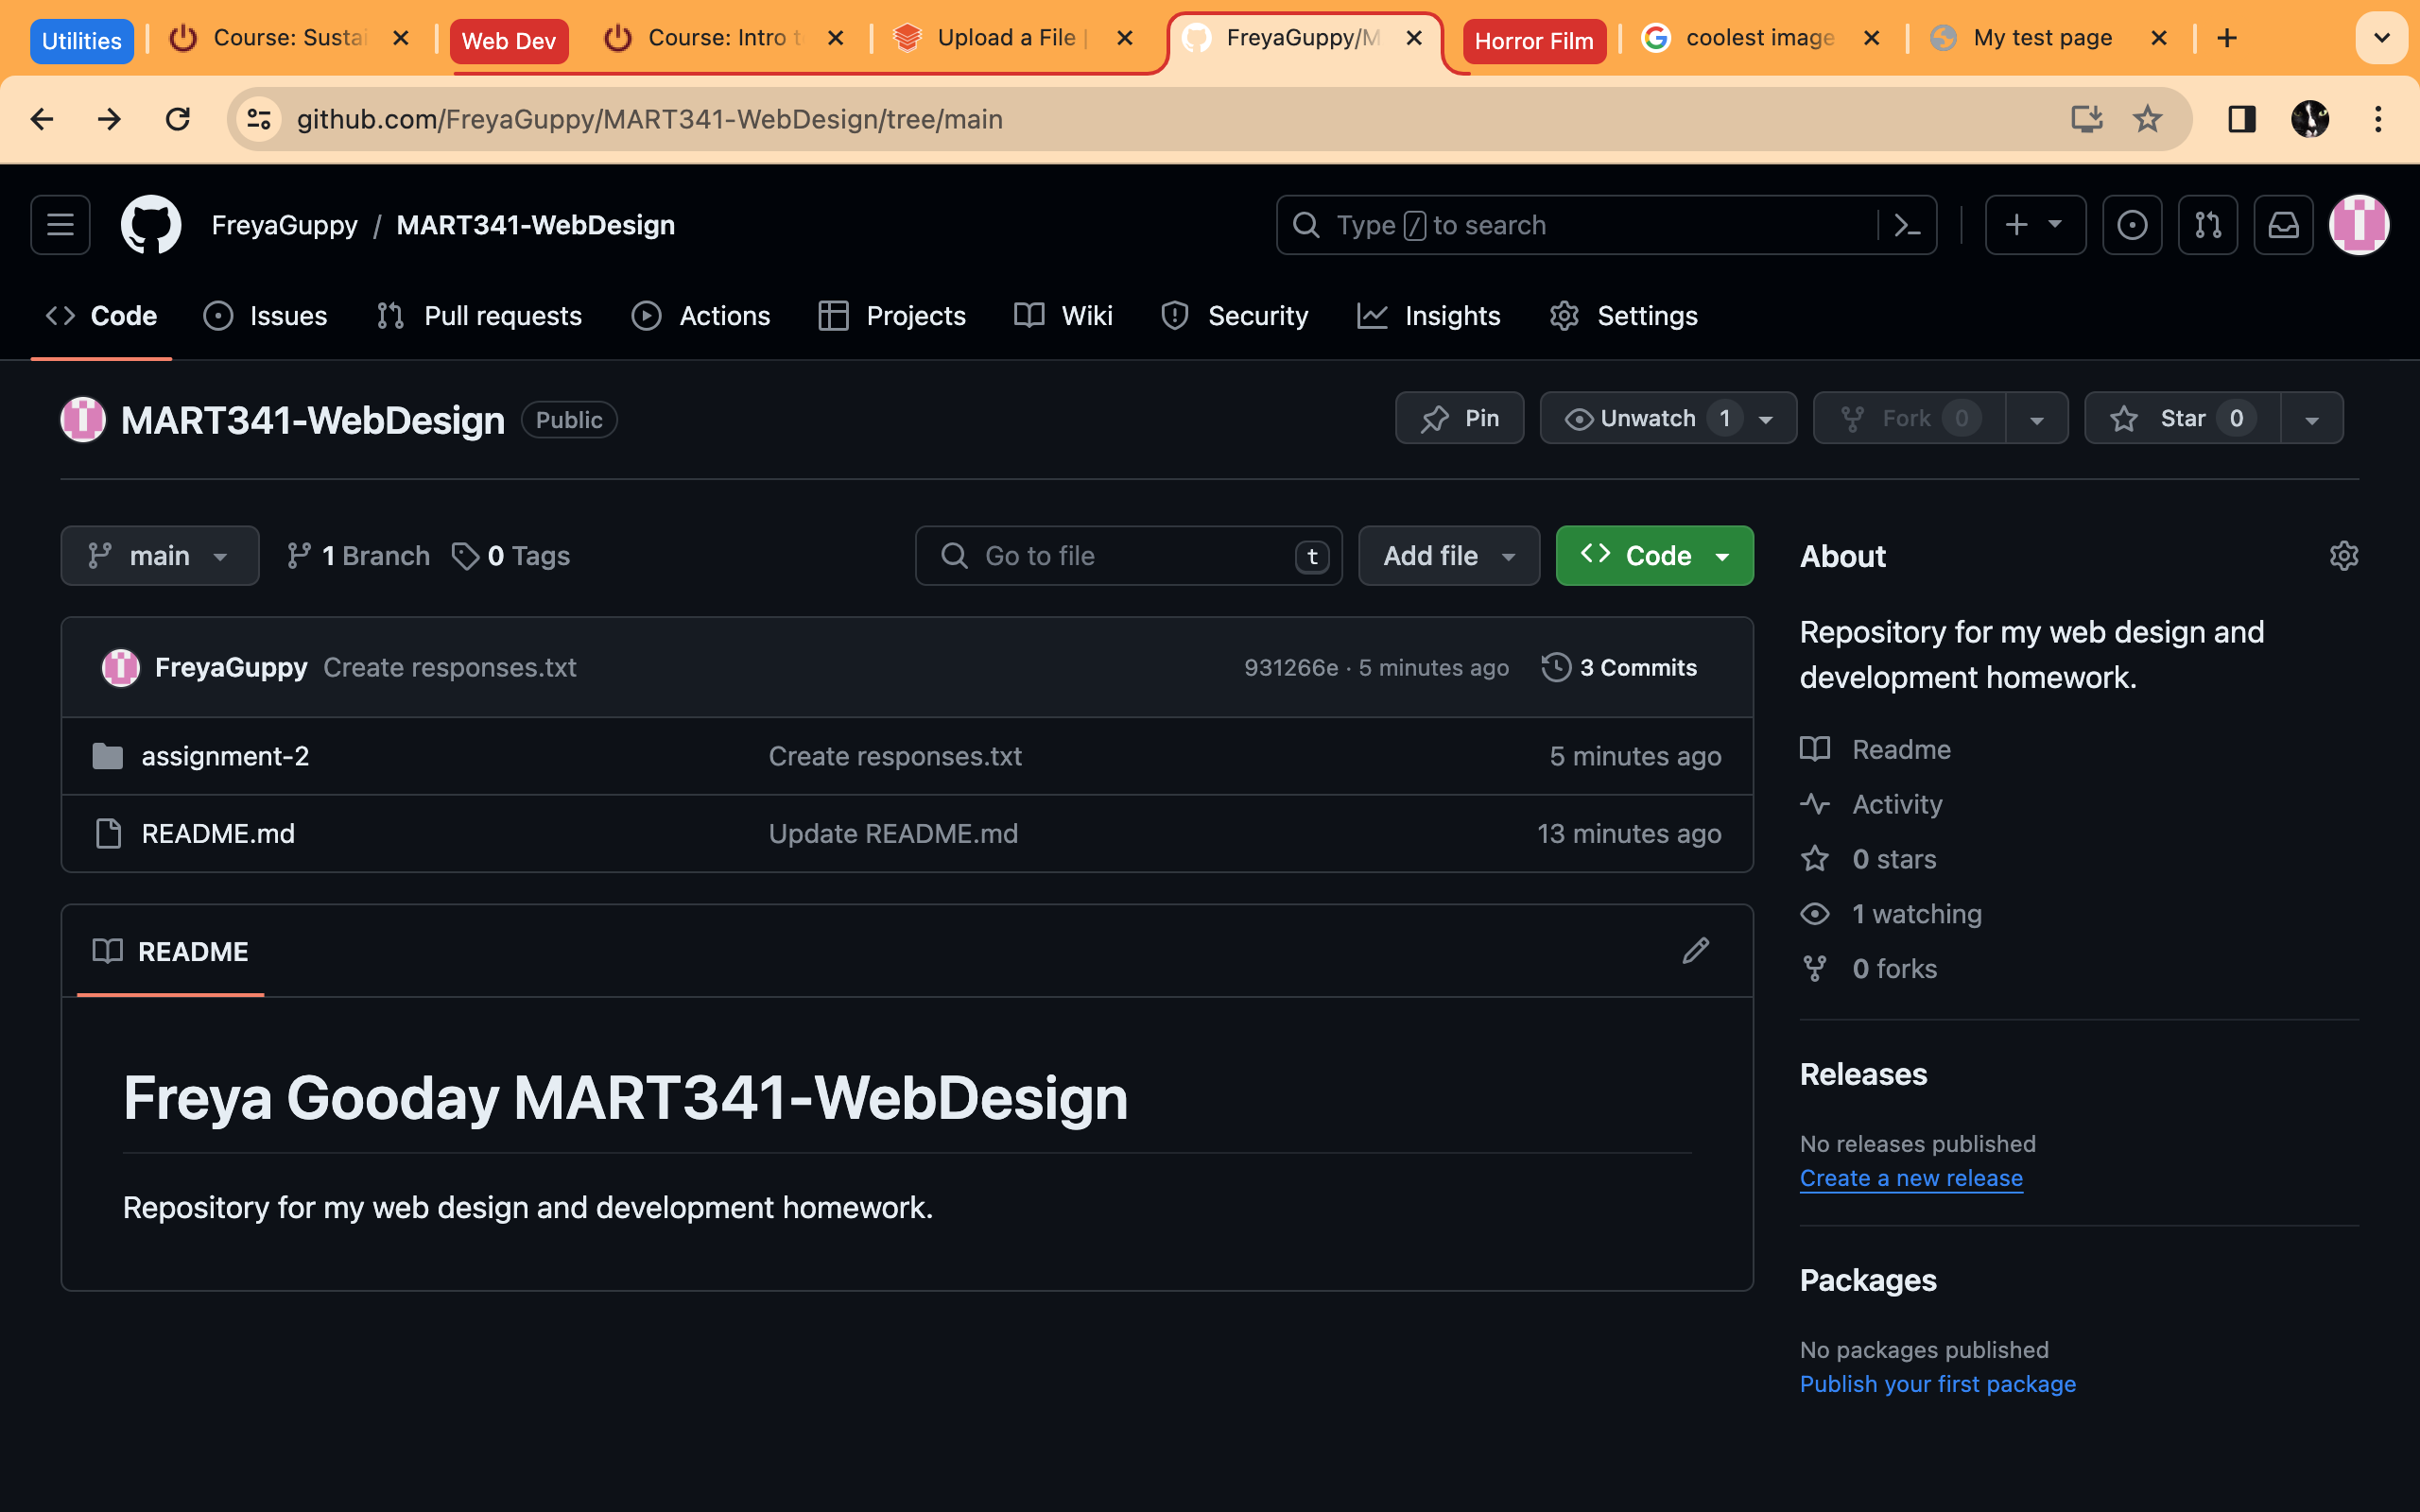 Utilities Course: Sustai Web Dev Course: Intro t Upload a File FreyaGuppy/M Horror Film coolest image My test page
github.com/FreyaGuppy/MART341-WebDesign/tree/main
FreyaGuppy / MART341-WebDesign Type / to search
Code Issues Pull requests Actions Projects Wiki Security Insights Settings
MART341-WebDesign Public Pin Unwatch 1 Fork 0 Star 0
main 1 Branch 0 Tags Go to file t Add file Code
About
Repository for my web design and
development homework.
FreyaGuppy Create responses.txt 931266e · 5 minutes ago 3 Commits
assignment-2 Create responses.txt 5 minutes ago
README.md Update README.md 13 minutes ago
Readme
Activity
0 stars
1 watching
0 forks
README
Freya Gooday MART341-WebDesign
Repository for my web design and development homework.
Releases
No releases published
Create a new release
Packages
No packages published
Publish your first package